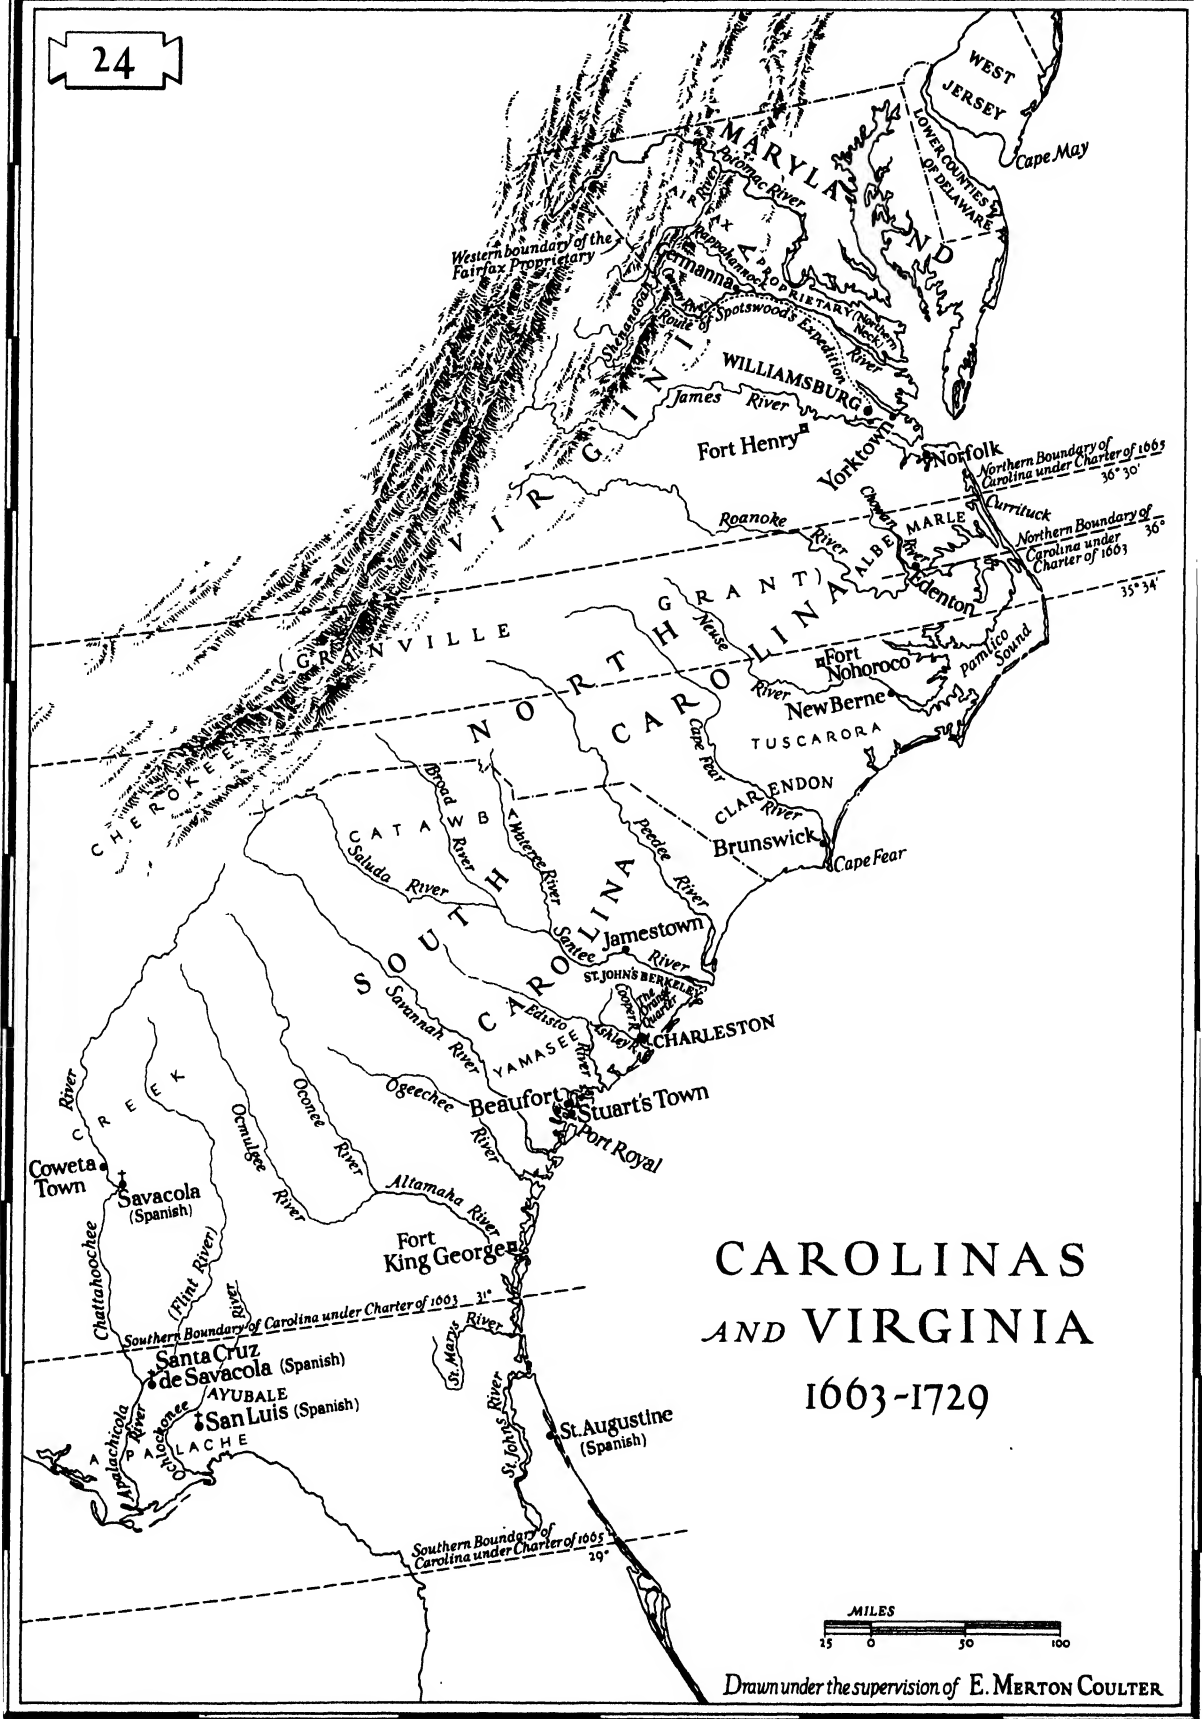 24
WEST
JERSEY
Cape May
LOWER COUNTIES
OF DELAWARE
MARYLAND
Potomac River
River
FAIRFAX
PROPRIETARY (Northern
Neck)
Rappahannock
River
Western boundary of the
Fairfax Proprietary
Germanna
Route of Spotswood's Expedition
Shenandoah
VIRGINIA
WILLIAMSBURG
James River
Fort Henry
Yorktown
Norfolk
Northern Boundary of
Carolina under Charter of 1665
36° 30'
Currituck
Northern Boundary of
Carolina under
Charter of 1663
36°
35° 34'
Chowan
River
ALBEMARLE
Roanoke
River
Edenton
(GRANVILLE GRANT)
NORTH
CAROLINA
Neuse
River
Fort
Nohoroco
Pamlico
Sound
New Berne
TUSCARORA
Cape Fear
River
CLARENDON
Brunswick
Cape Fear
CHEROKEE
CATAWBA
Broad
River
Wateree River
Saluda
River
Peedee
River
SOUTH
CAROLINA
Jamestown
Santee
River
ST. JOHN'S BERKELEY
Cooper R.
The
Orange
Quarter
Ashley R.
CHARLESTON
Edisto
River
YAMASEE
Savannah River
Ogeechee
River
Beaufort
Stuart's Town
Port Royal
Oconee
River
Ocmulgee
River
Altamaha River
Fort
King George
CREEK
River
Coweta
Town
Savacola
(Spanish)
Chattahoochee
(Flint River)
River
Southern Boundary of Carolina under Charter of 1663 31°
Santa Cruz
de Savacola (Spanish)
AYUBALE
San Luis (Spanish)
Ochlockonee
APALACHE
Apalachicola
River
St. Marys
River
St. Johns River
St. Augustine
(Spanish)
Southern Boundary of
Carolina under Charter of 1665
29°
CAROLINAS
AND VIRGINIA
1663-1729
MILES
25 0 50 100
Drawn under the supervision of E. MERTON COULTER